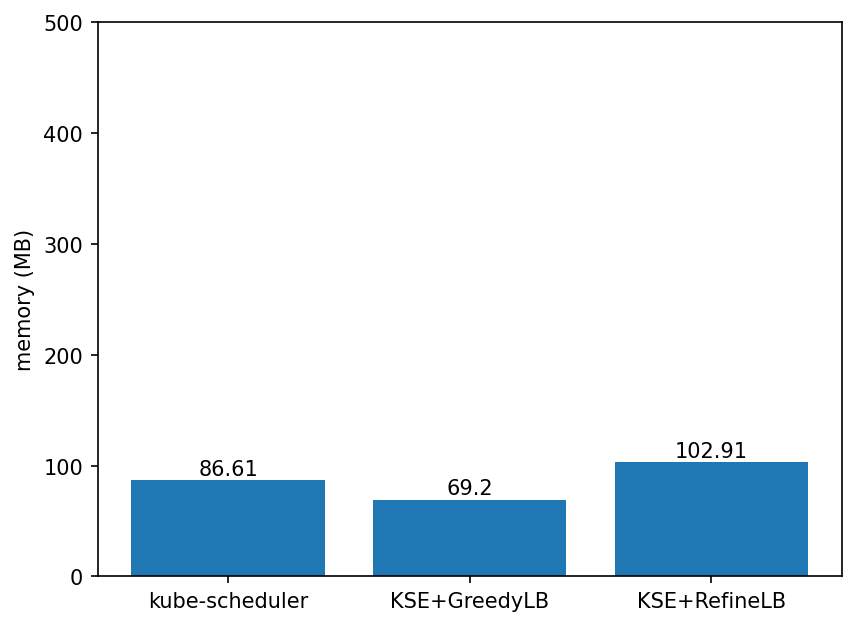 500
400
300
200
100
0
memory (MB)
86.61
69.2
102.91
kube-scheduler
KSE+GreedyLB
KSE+RefineLB